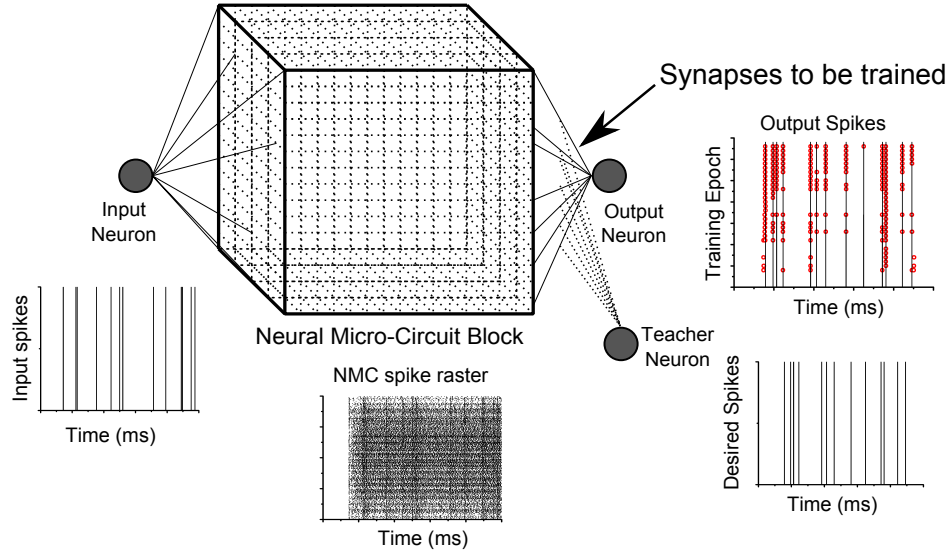 Synapses to be trained
Output Spikes
Training Epoch
Time (ms)
Input
Neuron
Output
Neuron
Neural Micro-Circuit Block
Teacher
Neuron
Input spikes
Time (ms)
NMC spike raster
Time (ms)
Desired Spikes
Time (ms)